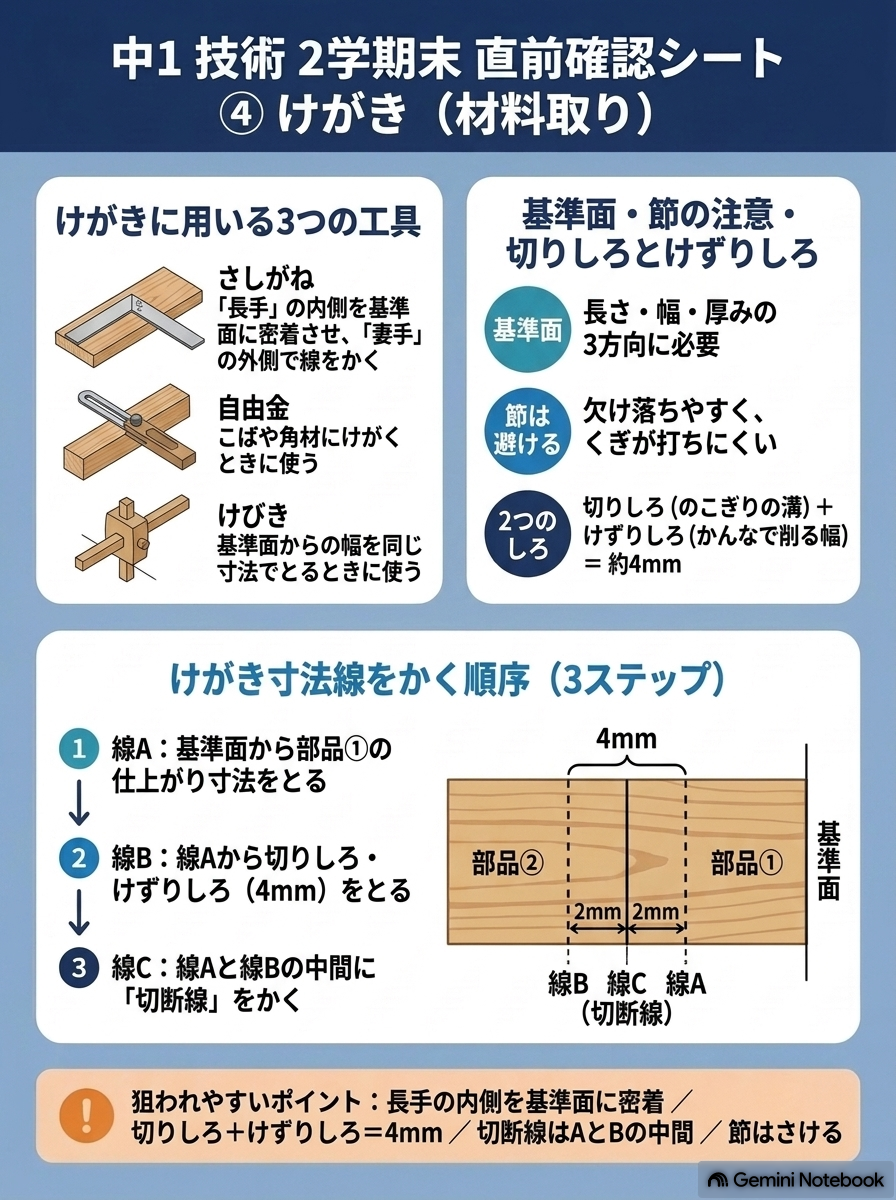 中1 技術 2学期末 直前確認シート
④ けがき（材料取り）
けがきに用いる3つの工具
さしがね
「長手」の内側を基準
面に密着させ、「妻手」
の外側で線をかく
自由金
こばや角材にけがく
ときに使う
けびき
基準面からの幅を同じ
寸法でとるときに使う
基準面・節の注意・
切りしろとけずりしろ
基準面
長さ・幅・厚みの
3方向に必要
節は
避ける
欠け落ちやすく、
くぎが打ちにくい
2つの
しろ
切りしろ (のこぎりの溝) ＋
けずりしろ (かんなで削る幅)
＝ 約4mm
けがき寸法線をかく順序（3ステップ）
1
線A：基準面から部品①の
仕上がり寸法をとる
2
線B：線Aから切りしろ・
けずりしろ（4mm）をとる
3
線C：線Aと線Bの中間に
「切断線」をかく
4mm
部品②
部品①
基準面
2mm 2mm
線B 線C 線A
（切断線）
!
狙われやすいポイント：長手の内側を基準面に密着 ／
切りしろ＋けずりしろ＝4mm ／ 切断線はAとBの中間 ／ 節はさける
Gemini Notebook